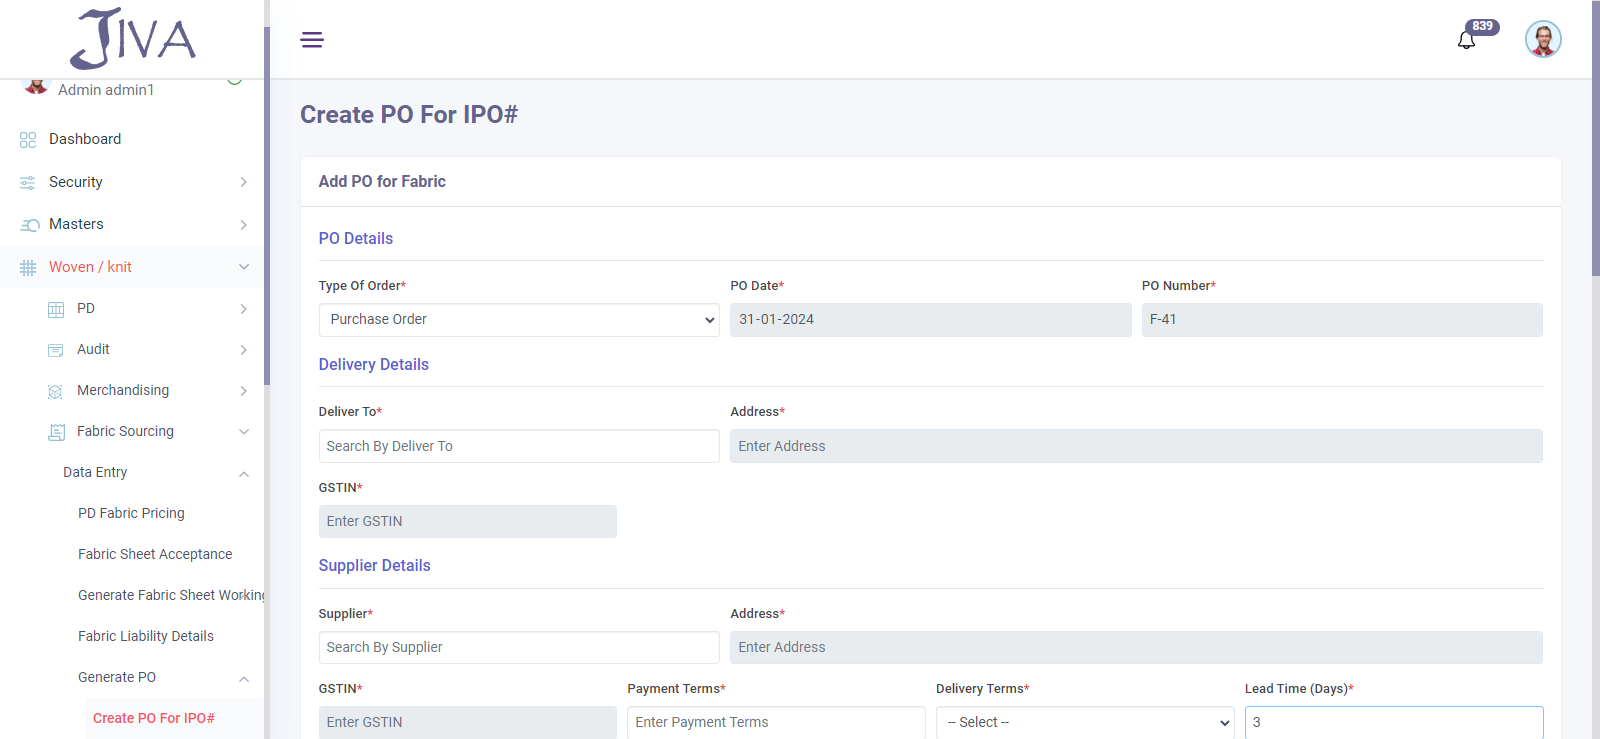 JIVA
839
Admin admin1
Dashboard
Security
Masters
Woven / knit
PD
Audit
Merchandising
Fabric Sourcing
Data Entry
PD Fabric Pricing
Fabric Sheet Acceptance
Generate Fabric Sheet Working
Fabric Liability Details
Generate PO
Create PO For IPO#
Create PO For IPO#
Add PO for Fabric
PO Details
Type Of Order* PO Date* PO Number*
Purchase Order 31-01-2024 F-41
Delivery Details
Deliver To* Address*
Search By Deliver To Enter Address
GSTIN*
Enter GSTIN
Supplier Details
Supplier* Address*
Search By Supplier Enter Address
GSTIN* Payment Terms* Delivery Terms* Lead Time (Days)*
Enter GSTIN Enter Payment Terms -- Select -- 3